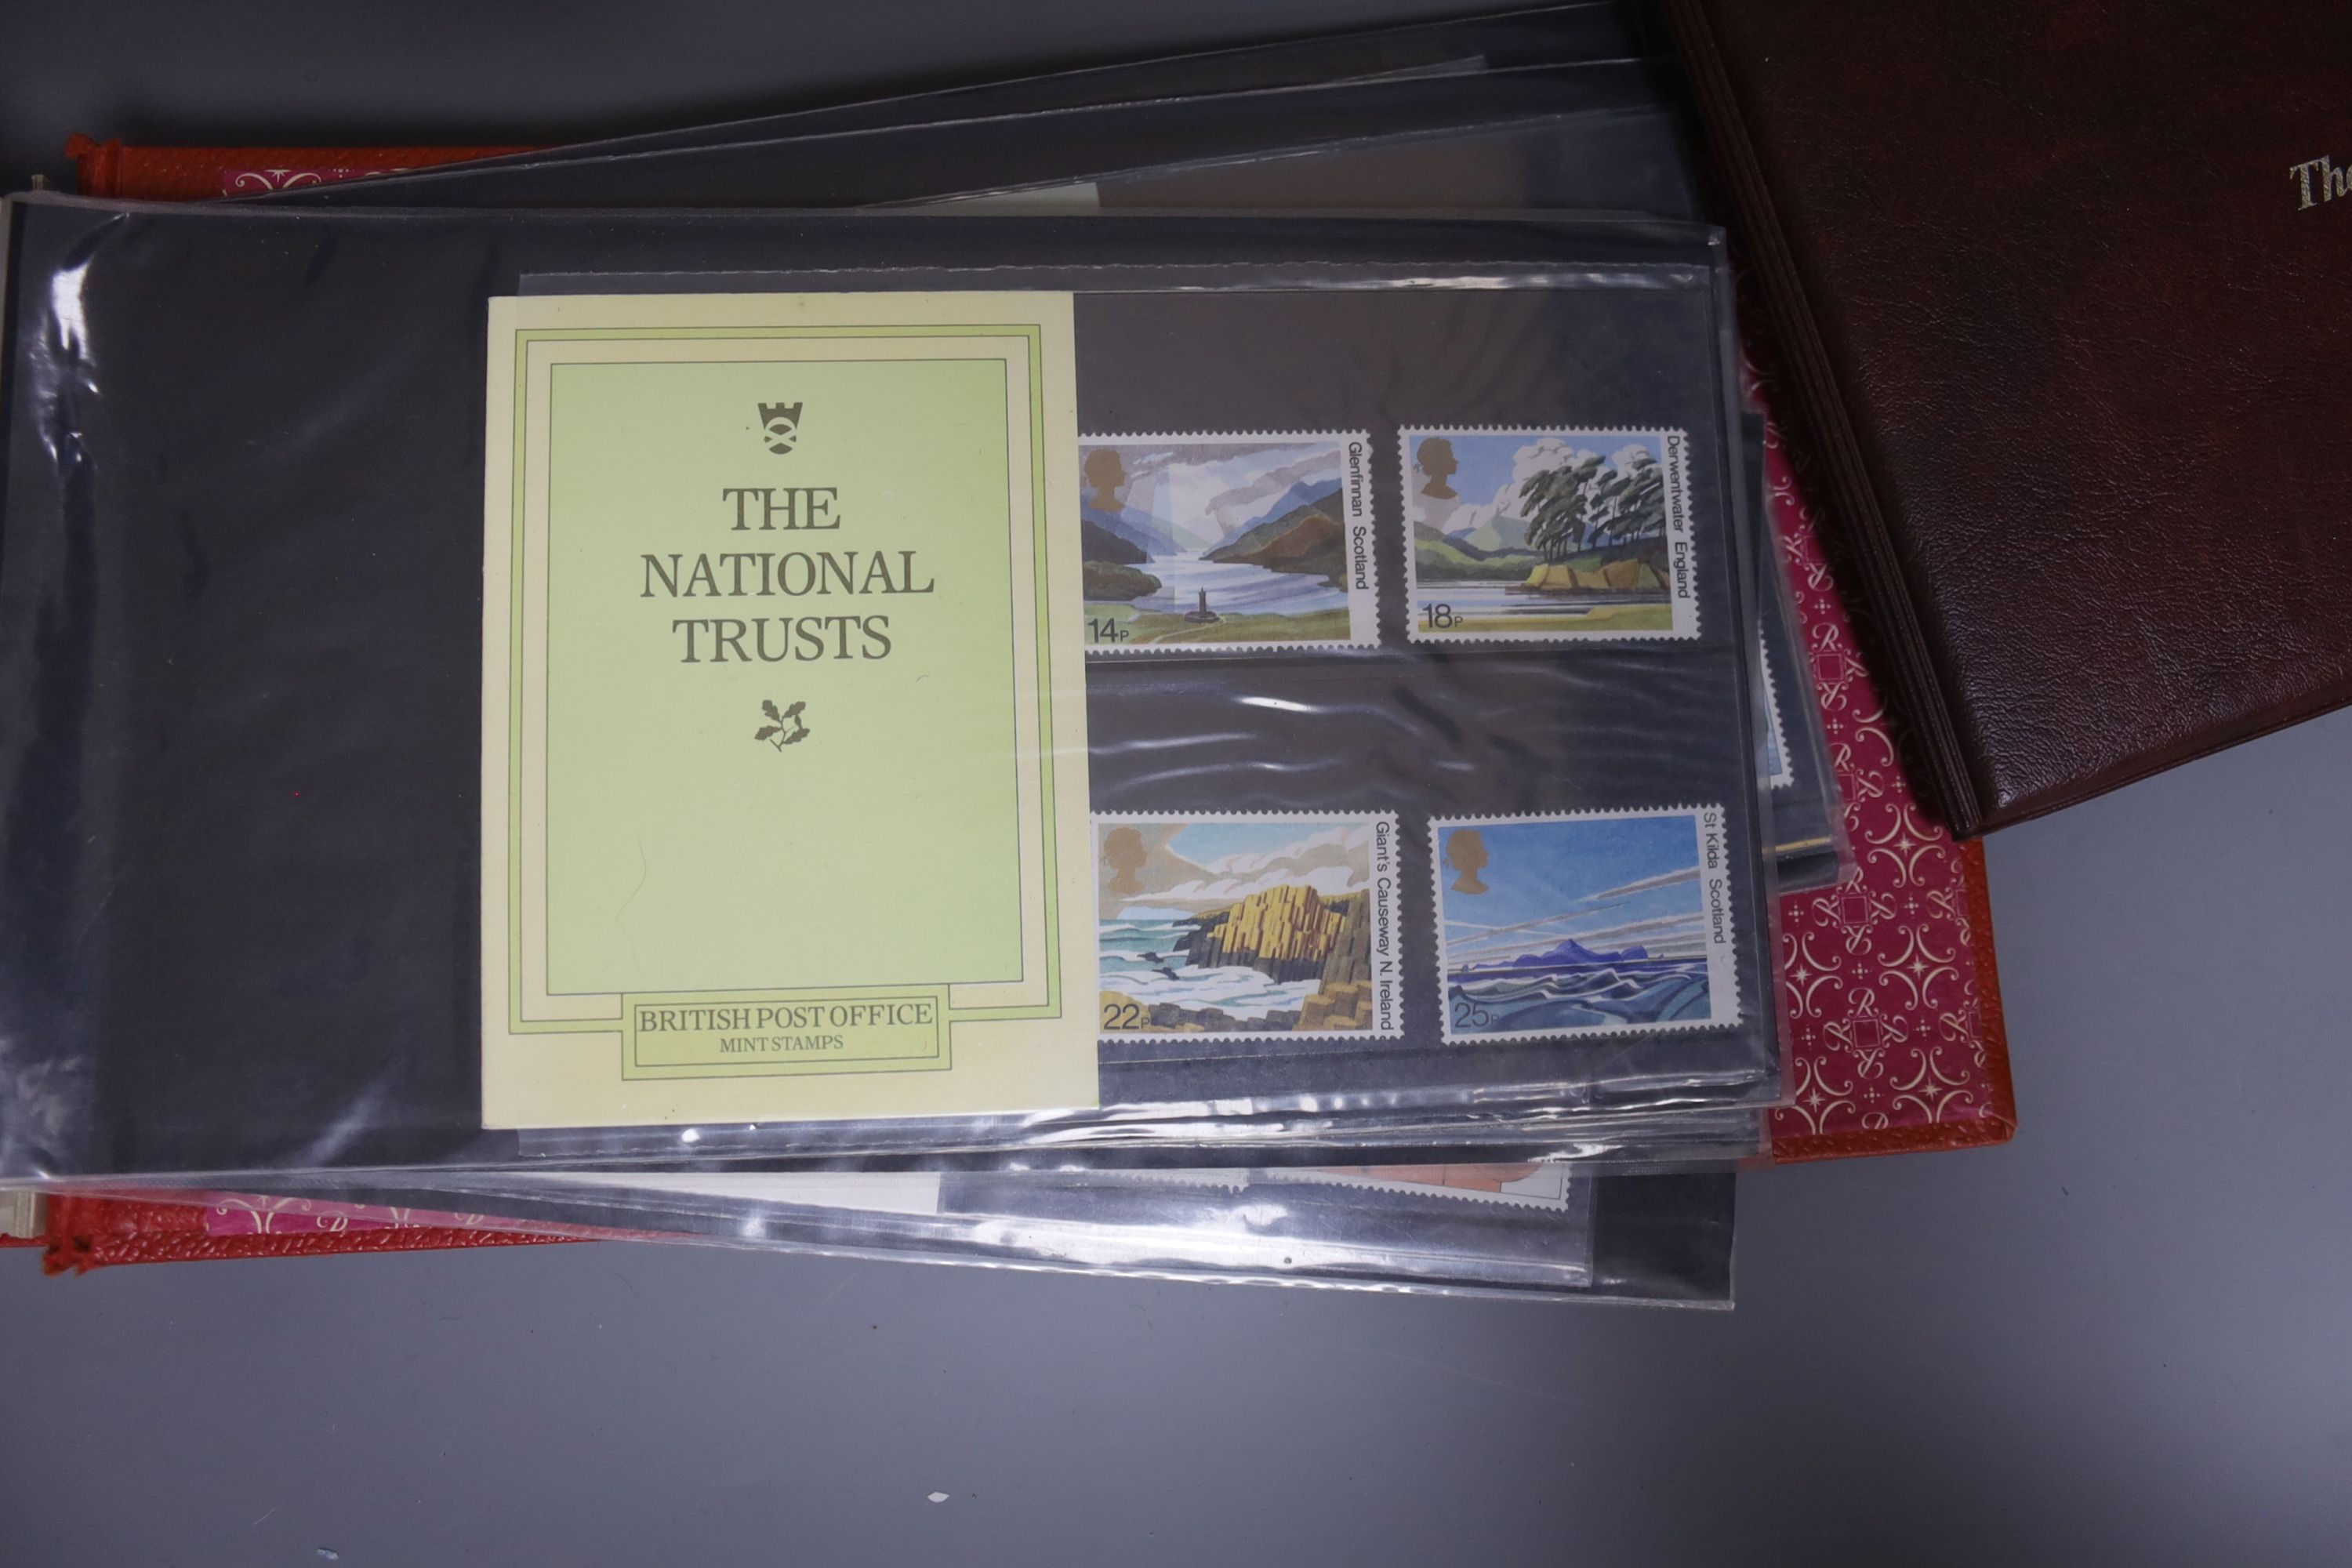 THE
NATIONAL
TRUSTS
BRITISH POST OFFICE
MINT STAMPS
Glenfinnan Scotland
14P
Derwentwater England
18P
Giant's Causeway N. Ireland
22P
St Kilda Scotland
25P